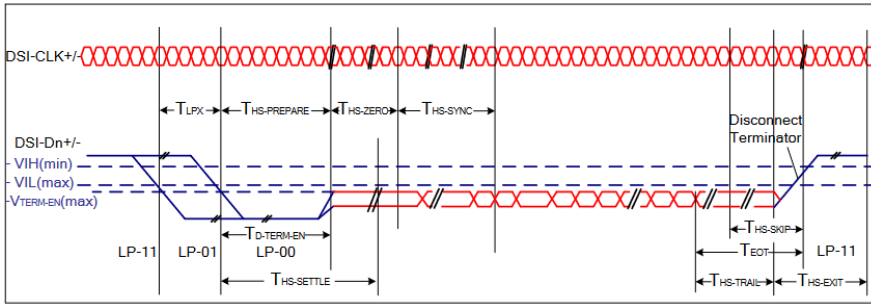 DSI-CLK+/-
TLPX
THS-PREPARE
THS-ZERO
THS-SYNC
Disconnect
Terminator
DSI-Dn+/-
- VIH(min)
- VIL(max)
-VTERM-EN(max)
TD-TERM-EN
THS-SKIP
LP-11
LP-01
LP-00
TEOT
LP-11
THS-SETTLE
THS-TRAIL
THS-EXIT